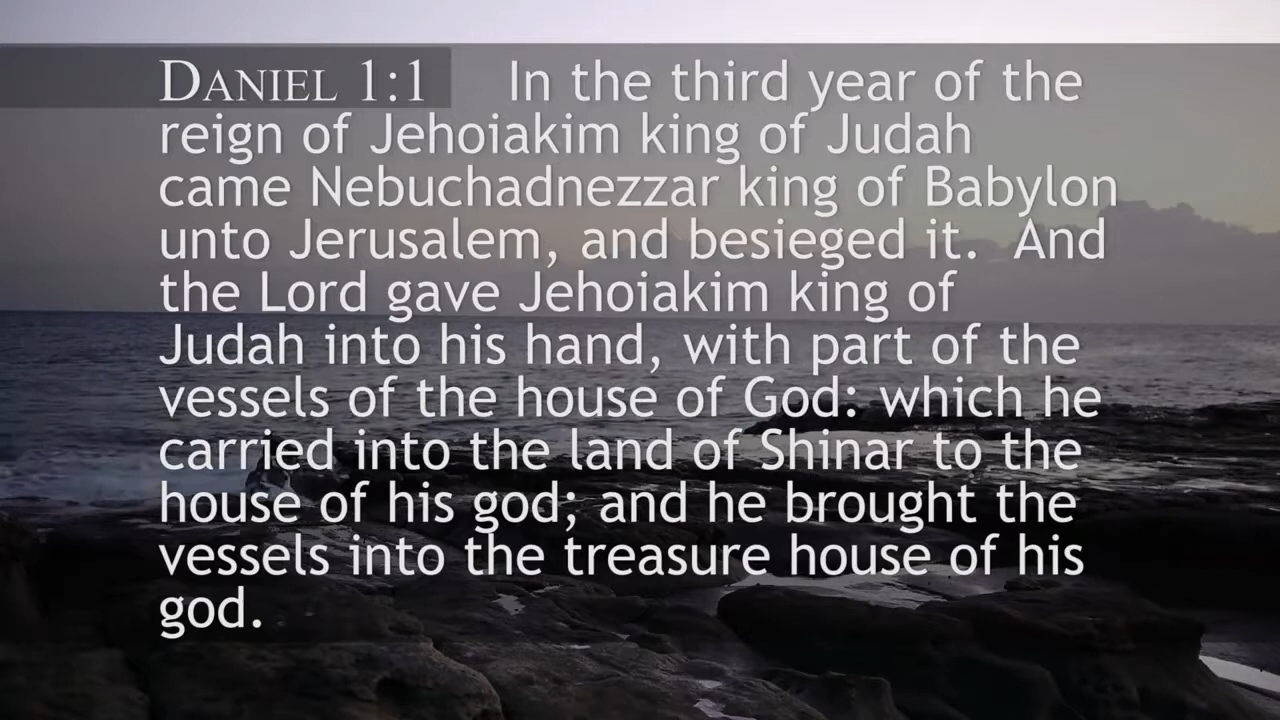 DANIEL 1:1 In the third year of the
reign of Jehoiakim king of Judah
came Nebuchadnezzar king of Babylon
unto Jerusalem, and besieged it. And
the Lord gave Jehoiakim king of
Judah into his hand, with part of the
vessels of the house of God: which he
carried into the land of Shinar to the
house of his god; and he brought the
vessels into the treasure house of his
god.